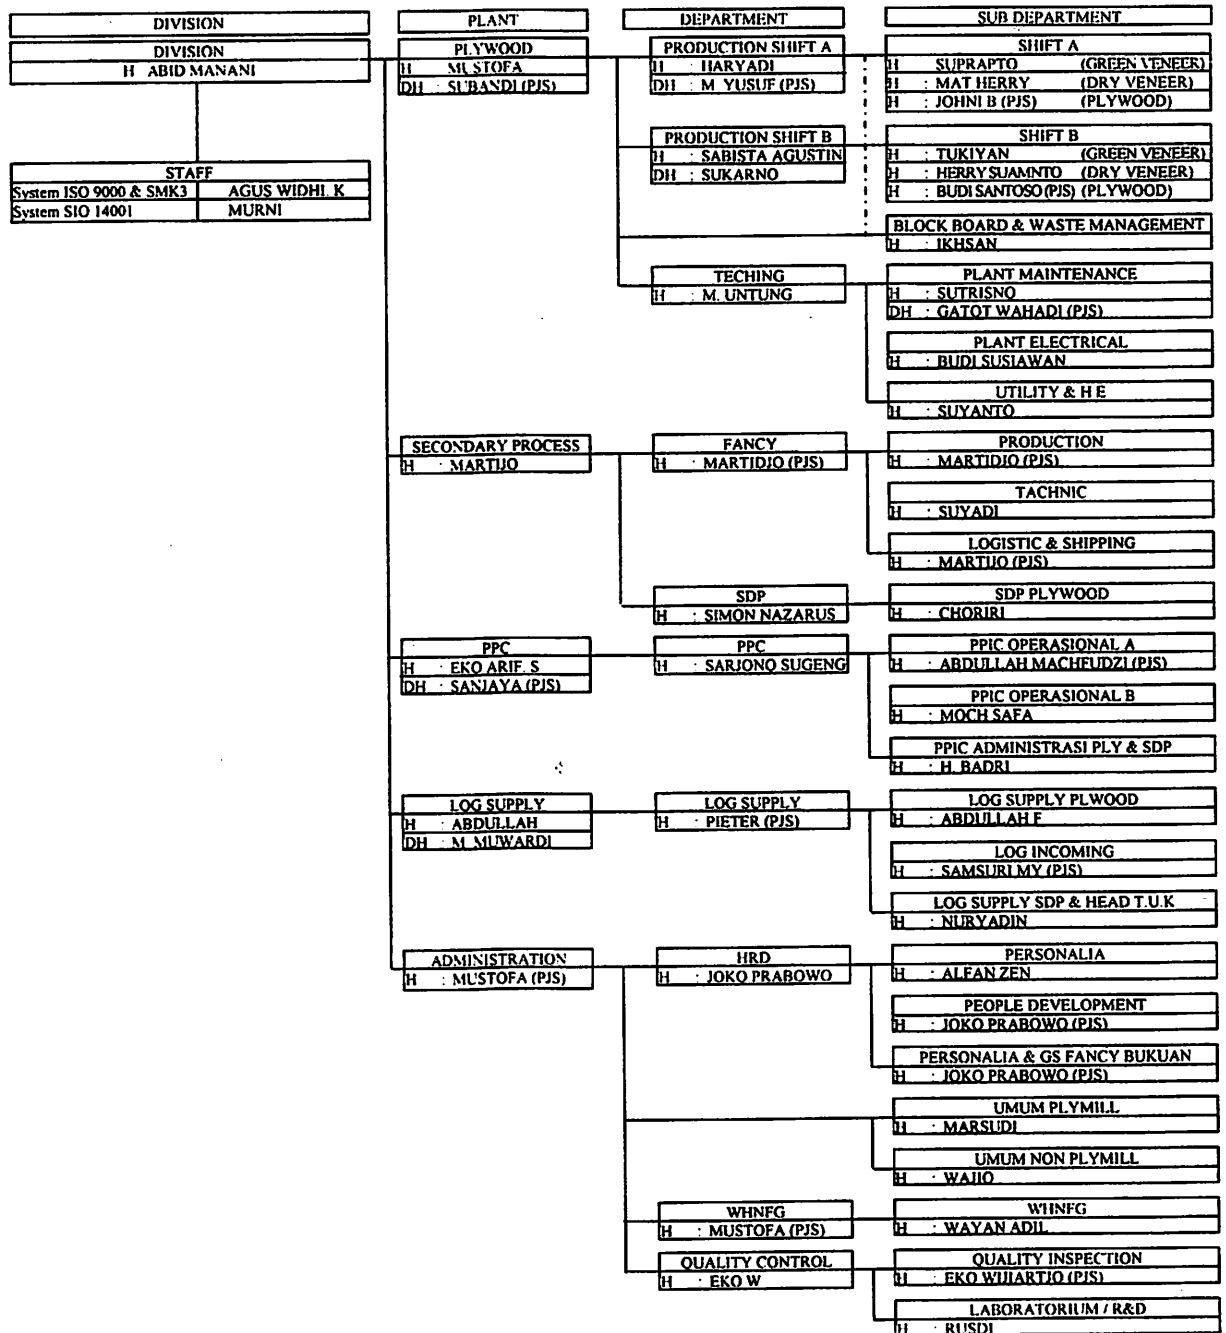 DIVISION
PLANT
DEPARTMENT
SUB DEPARTMENT
DIVISION
H ABID MANANI
STAFF
System ISO 9000 & SMK3 AGUS WIDHI. K
System SIO 14001 MURNI
PLYWOOD
H MUSTOFA
DH : SUBANDI (PJS)
PRODUCTION SHIFT A
H : HARYADI
DH : M. YUSUF (PJS)
SHIFT A
H SUPRAPTO (GREEN VENEER)
H : MAT HERRY (DRY VENEER)
H : JOHNI B (PJS) (PLYWOOD)
PRODUCTION SHIFT B
H : SABISTA AGUSTIN
DH : SUKARNO
SHIFT B
H : TUKIYAN (GREEN VENEER)
H : HERRY SUAMNTO (DRY VENEER)
H : BUDI SANTOSO (PJS) (PLYWOOD)
BLOCK BOARD & WASTE MANAGEMENT
H : IKHSAN
TECHING
H : M. UNTUNG
PLANT MAINTENANCE
H : SUTRISNO
DH : GATOT WAHADI (PJS)
PLANT ELECTRICAL
H : BUDI SUSIAWAN
UTILITY & H E
H : SUYANTO
SECONDARY PROCESS
H : MARTIJO
FANCY
H : MARTIDJO (PJS)
PRODUCTION
H : MARTIDJO (PJS)
TACHNIC
H : SUYADI
LOGISTIC & SHIPPING
H : MARTIJO (PJS)
SDP
H : SIMON NAZARUS
SDP PLYWOOD
H : CHORIRI
PPC
H : EKO ARIF. S
DH : SANJAYA (PJS)
PPC
H : SARJONO SUGENG
PPIC OPERASIONAL A
H : ABDULLAH MACHFUDZI (PJS)
PPIC OPERASIONAL B
H : MOCH SAFA
PPIC ADMINISTRASI PLY & SDP
H : H. BADRI
LOG SUPPLY
H : ABDULLAH
DH : M. MUWARDI
LOG SUPPLY
H : PIETER (PJS)
LOG SUPPLY PLWOOD
H : ABDULLAH F
LOG INCOMING
H : SAMSURI MY (PJS)
LOG SUPPLY SDP & HEAD T.U.K
H : NURYADIN
ADMINISTRATION
H : MUSTOFA (PJS)
HRD
H : JOKO PRABOWO
PERSONALIA
H : ALFAN ZEN
PEOPLE DEVELOPMENT
H : JOKO PRABOWO (PJS)
PERSONALIA & GS FANCY BUKUAN
H : JOKO PRABOWO (PJS)
UMUM PLYMILL
H : MARSUDI
UMUM NON PLYMILL
H : WAJIO
WHNFG
H : MUSTOFA (PJS)
WHNFG
H : WAYAN ADIL
QUALITY CONTROL
H : EKO W
QUALITY INSPECTION
H : EKO WIJIARTJO (PJS)
LABORATORIUM / R&D
H : RUSDI